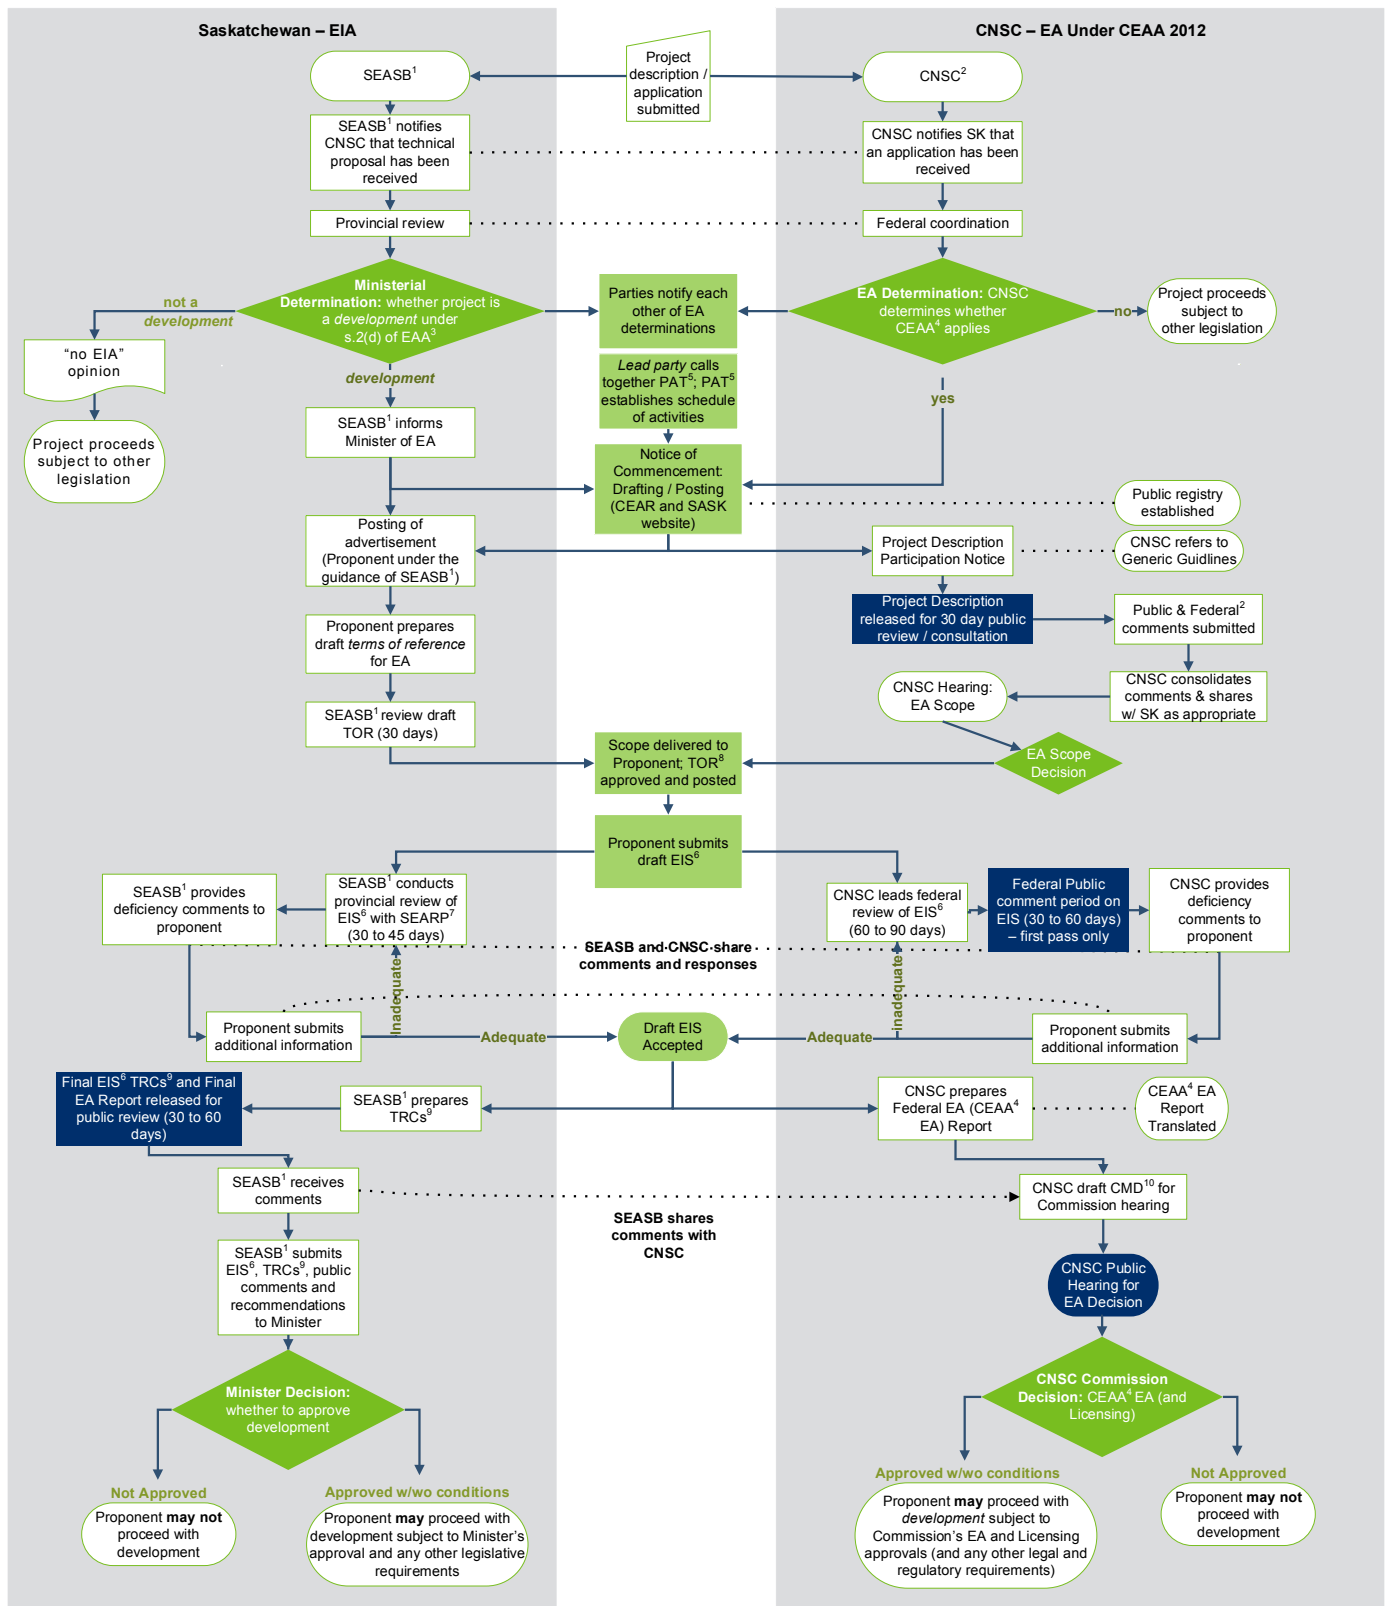 Saskatchewan – EIA
CNSC – EA Under CEAA 2012
Project
description /
application
submitted
SEASB1
CNSC2
SEASB1 notifies
CNSC that technical
proposal has been
received
CNSC notifies SK that
an application has been
received
Provincial review
Federal coordination
Ministerial
Determination: whether project is
a development under
s.2(d) of EAA3
Parties notify each
other of EA
determinations
EA Determination: CNSC
determines whether
CEAA4 applies
no
Project proceeds
subject to
other legislation
not a
development
“no EIA”
opinion
Project proceeds
subject to other
legislation
development
Lead party calls
together PAT5; PAT5
establishes schedule
of activities
yes
SEASB1 informs
Minister of EA
Notice of
Commencement:
Drafting / Posting
(CEAR and SASK
website)
Public registry
established
Posting of
advertisement
(Proponent under the
guidance of SEASB1)
Project Description
Participation Notice
CNSC refers to
Generic Guidlines
Project Description
released for 30 day public
review / consultation
Public & Federal2
comments submitted
Proponent prepares
draft terms of reference
for EA
CNSC Hearing:
EA Scope
CNSC consolidates
comments & shares
w/ SK as appropriate
SEASB1 review draft
TOR (30 days)
Scope delivered to
Proponent; TOR8
approved and posted
EA Scope
Decision
Proponent submits
draft EIS6
SEASB1 provides
deficiency comments to
proponent
SEASB1 conducts
provincial review of
EIS6 with SEARP7
(30 to 45 days)
CNSC leads federal
review of EIS6
(60 to 90 days)
Federal Public
comment period on
EIS (30 to 60 days)
– first pass only
CNSC provides
deficiency
comments to
proponent
SEASB and CNSC share
comments and responses
Inadequate
inadequate
Proponent submits
additional information
Adequate
Draft EIS
Accepted
Adequate
Proponent submits
additional information
Final EIS6 TRCs9 and Final
EA Report released for
public review (30 to 60
days)
SEASB1 prepares
TRCs9
CNSC prepares
Federal EA (CEAA4
EA) Report
CEAA4 EA
Report
Translated
SEASB1 receives
comments
CNSC draft CMD10 for
Commission hearing
SEASB shares
comments with
CNSC
SEASB1 submits
EIS6, TRCs9, public
comments and
recommendations
to Minister
CNSC Public
Hearing for
EA Decision
Minister Decision:
whether to approve
development
CNSC Commission
Decision: CEAA4 EA (and
Licensing)
Not Approved
Proponent may not
proceed with
development
Approved w/wo conditions
Proponent may proceed with
development subject to Minister’s
approval and any other legislative
requirements
Approved w/wo conditions
Proponent may proceed with
development subject to
Commission’s EA and Licensing
approvals (and any other legal and
regulatory requirements)
Not Approved
Proponent may not
proceed with
development